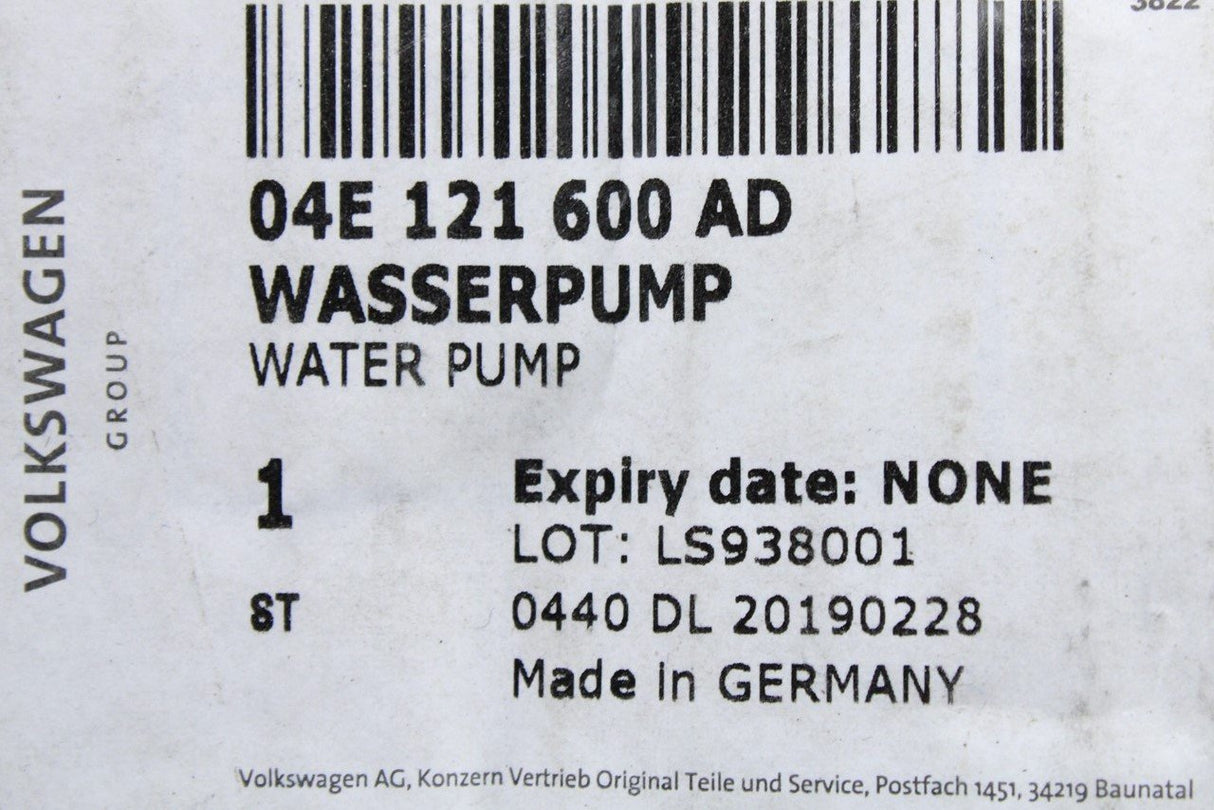 04E 121 600 AD
WASSERPUMP
WATER PUMP
1
Expiry date: NONE
LOT: LS938001
ST
0440 DL 20190228
Made in GERMANY
Volkswagen AG, Konzern Vertrieb Original Teile und Service, Postfach 1451, 34219 Baunatal
VOLKSWAGEN
GROUP